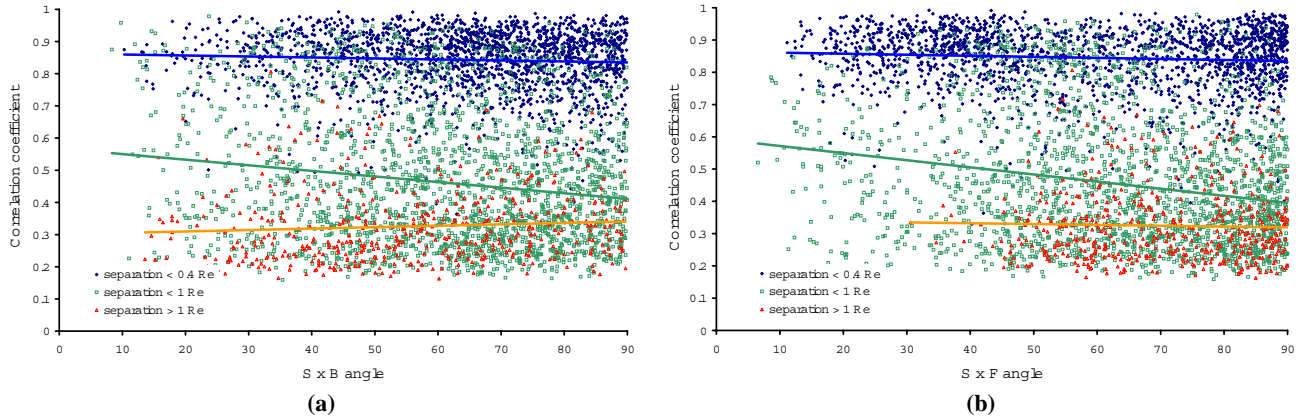 1
0.9
0.8
0.7
0.6
0.5
0.4
0.3
0.2
0.1
0
Correlation coefficient
separation < 0.4 Re
separation < 1 Re
separation > 1 Re
0 10 20 30 40 50 60 70 80 90
S x B angle
(a)
1
0.9
0.8
0.7
0.6
0.5
0.4
0.3
0.2
0.1
0
Correlation coefficient
separation < 0.4 Re
separation < 1 Re
separation > 1 Re
0 10 20 30 40 50 60 70 80 90
S x F angle
(b)